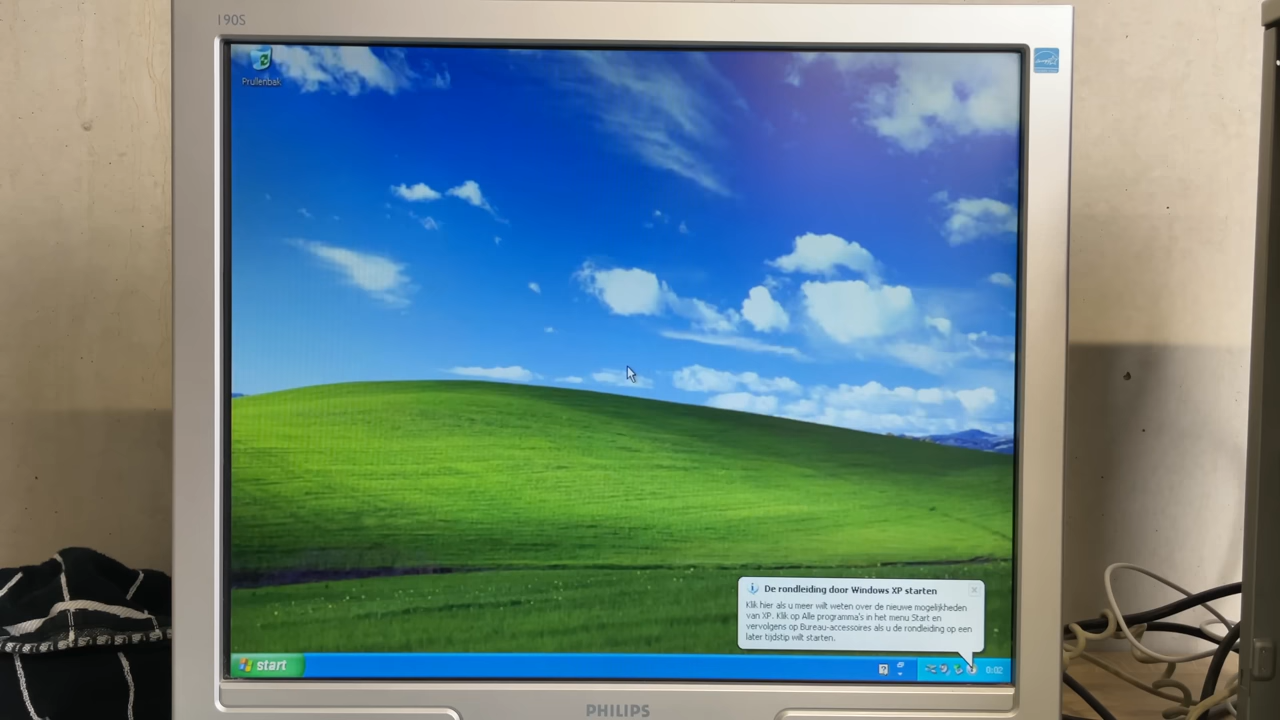 190S
Prullenbak
De rondleiding door Windows XP starten
Klik hier als u meer wilt weten over de nieuwe mogelijkheden
van XP. Klik op Alle programma's in het menu Start en
vervolgens op Bureau-accessoires als u de rondleiding op een
later tijdstip wilt starten.
start
0:02
PHILIPS